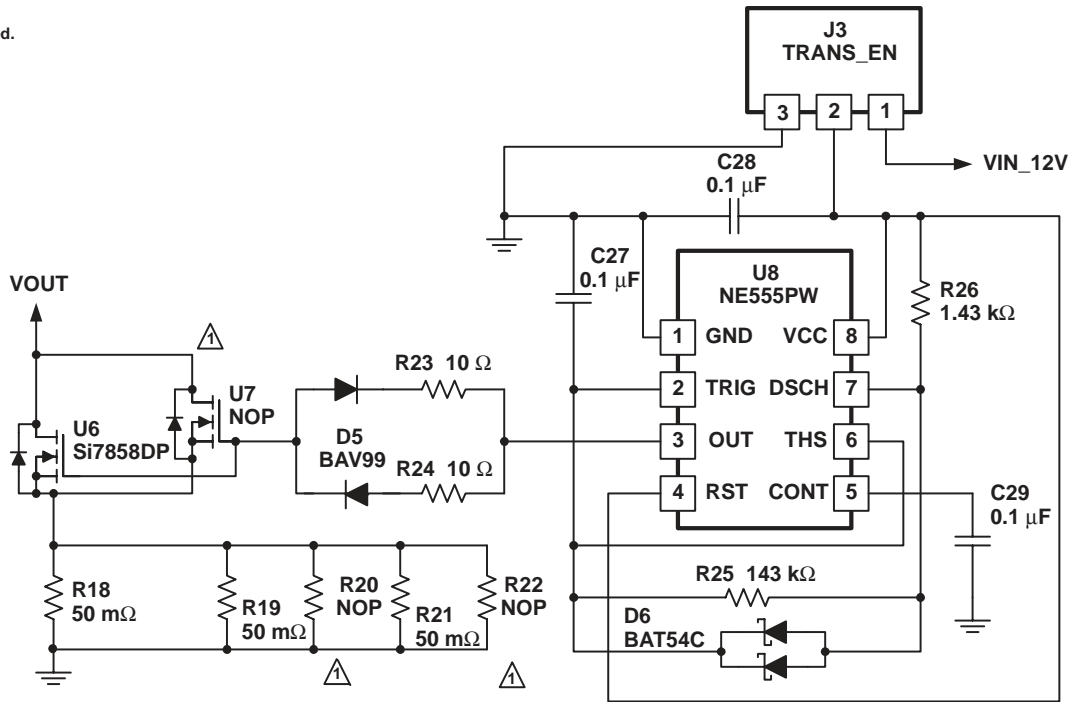 d.
J3
TRANS_EN
3
2
1
VIN_12V
C28
0.1 μF
C27
0.1 μF
U8
NE555PW
R26
1.43 kΩ
1 GND VCC 8
2 TRIG DSCH 7
3 OUT THS 6
4 RST CONT 5
VOUT
1
U7
NOP
U6
Si7858DP
R23 10 Ω
D5
BAV99
R24 10 Ω
C29
0.1 μF
R25 143 kΩ
D6
BAT54C
R18
50 mΩ
R19
50 mΩ
R20
NOP
R21
50 mΩ
R22
NOP
1
1